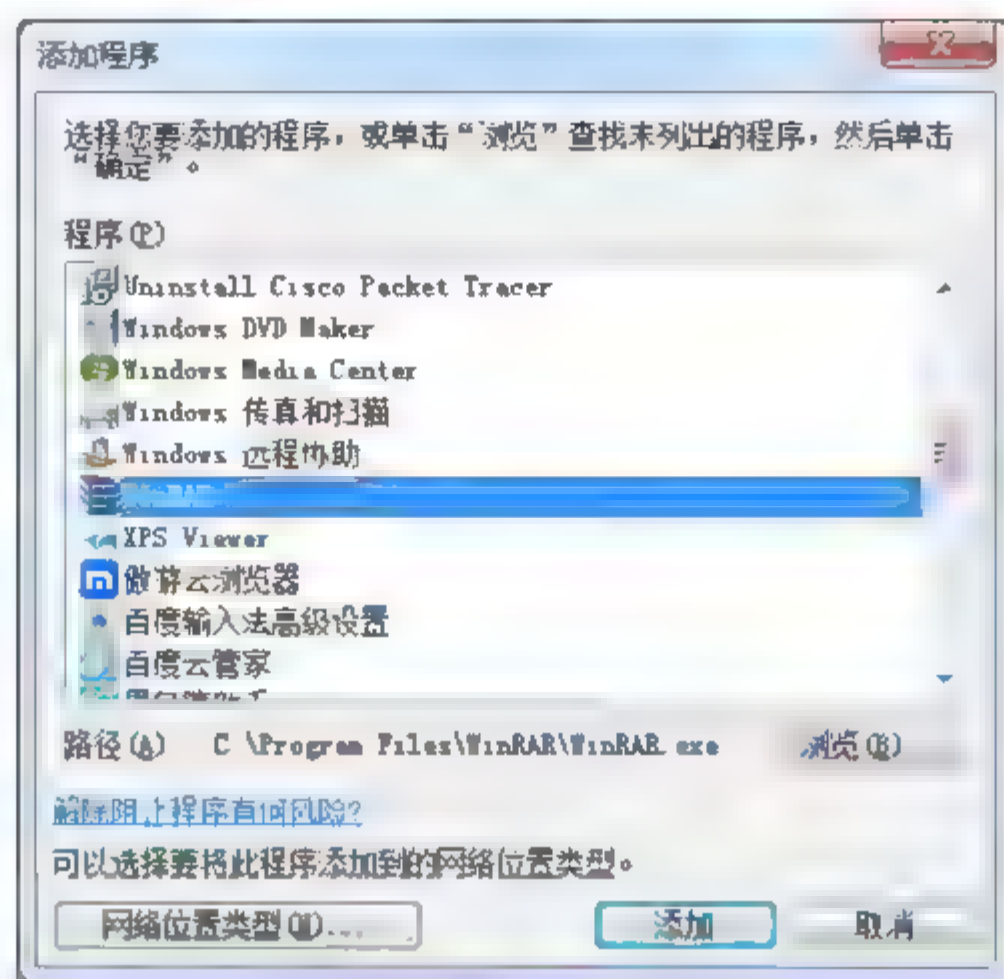 添加程序
选择您要添加的程序，或单击“浏览”查找未列出的程序，然后单击
“确定”。
程序(P)
Uninstall Cisco Packet Tracer
Windows DVD Maker
Windows Media Center
Windows 传真和扫描
Windows 远程协助
XPS Viewer
傲游云浏览器
百度输入法高级设置
百度云管家
路径(A) C \Program Files\WinRAR\WinRAR exe 浏览(B)
解除阻止程序有何风险?
可以选择要将此程序添加到的网络位置类型。
网络位置类型(N)...
添加 取消